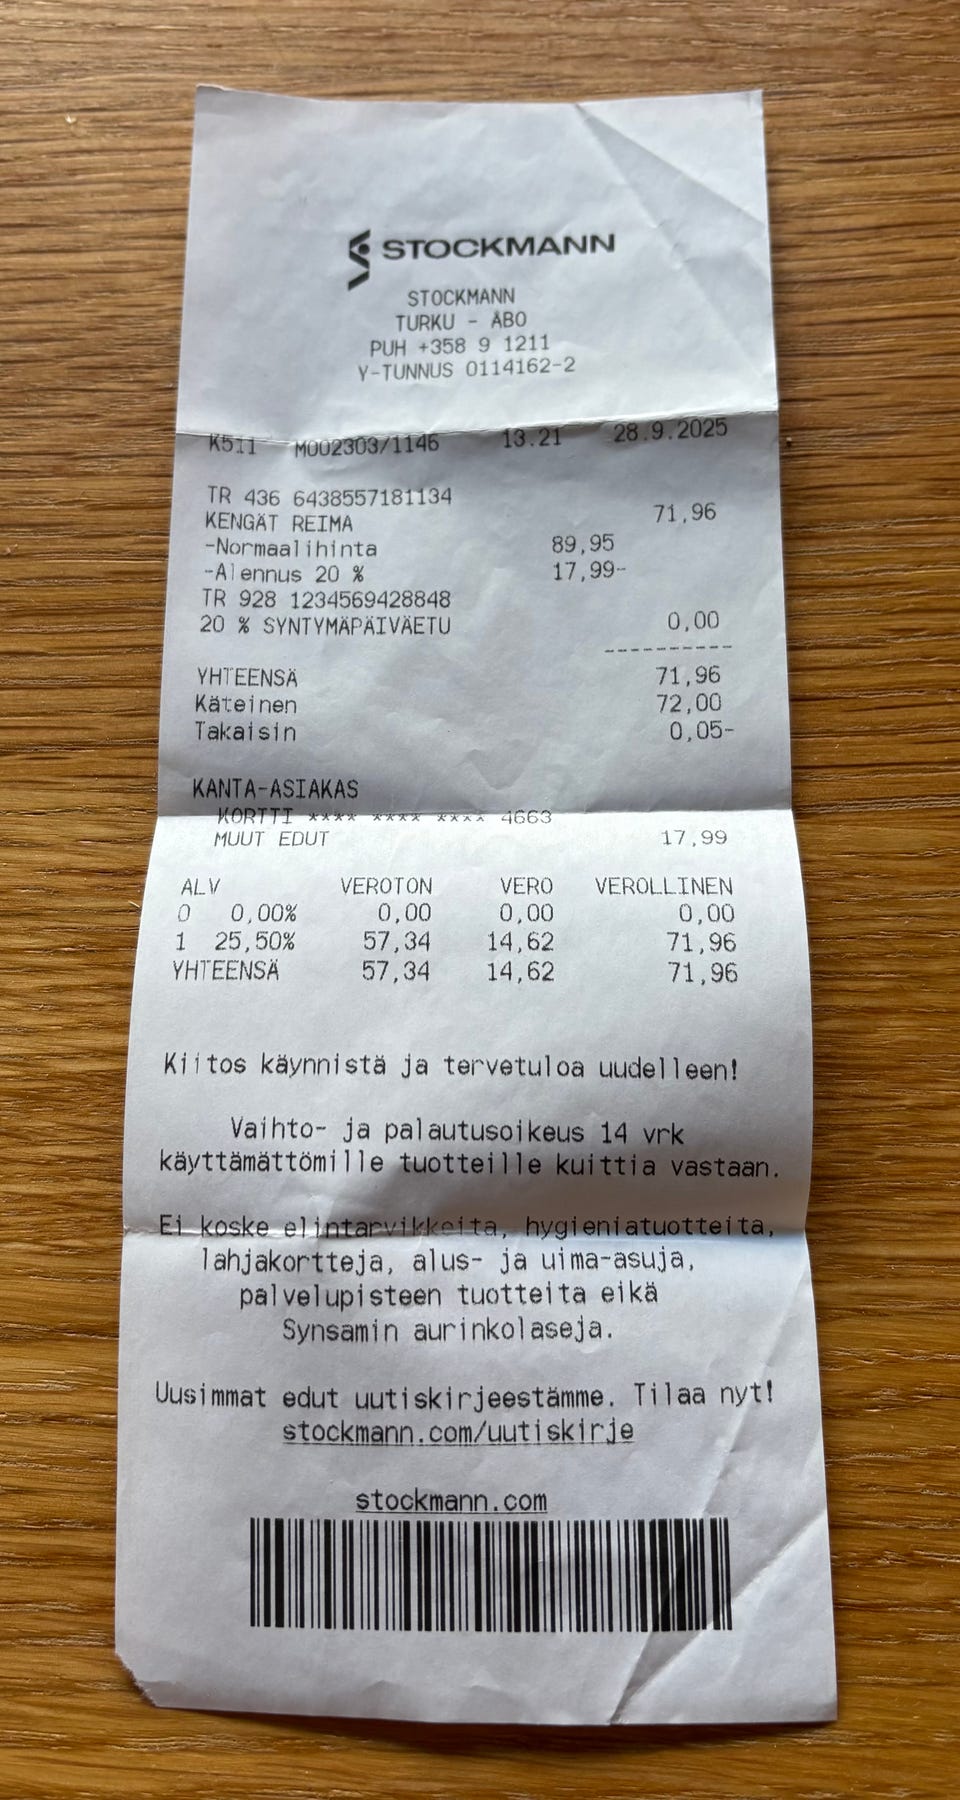 STOCKMANN
STOCKMANN
TURKU - ÅBO
PUH +358 9 1211
Y-TUNNUS 0114162-2
K511 M002303/1146 13.21 28.9.2025
TR 436 6438557181134
KENGÄT REIMA 71,96
-Normaalihinta 89,95
-Alennus 20 % 17,99-
TR 928 1234569428848
20 % SYNTYMÄPÄIVÄETU 0,00
----------
YHTEENSÄ 71,96
Käteinen 72,00
Takaisin 0,05-
KANTA-ASIAKAS
KORTTI **** **** **** 4663
MUUT EDUT 17,99
ALV VEROTON VERO VEROLLINEN
0 0,00% 0,00 0,00 0,00
1 25,50% 57,34 14,62 71,96
YHTEENSÄ 57,34 14,62 71,96
Kiitos käynnistä ja tervetuloa uudelleen!
Vaihto- ja palautusoikeus 14 vrk
käyttämättömille tuotteille kuittia vastaan.
Ei koske elintarvikkeita, hygieniatuotteita,
lahjakortteja, alus- ja uima-asuja,
palvelupisteen tuotteita eikä
Synsamin aurinkolaseja.
Uusimmat edut uutiskirjeestämme. Tilaa nyt!
stockmann.com/uutiskirje
stockmann.com